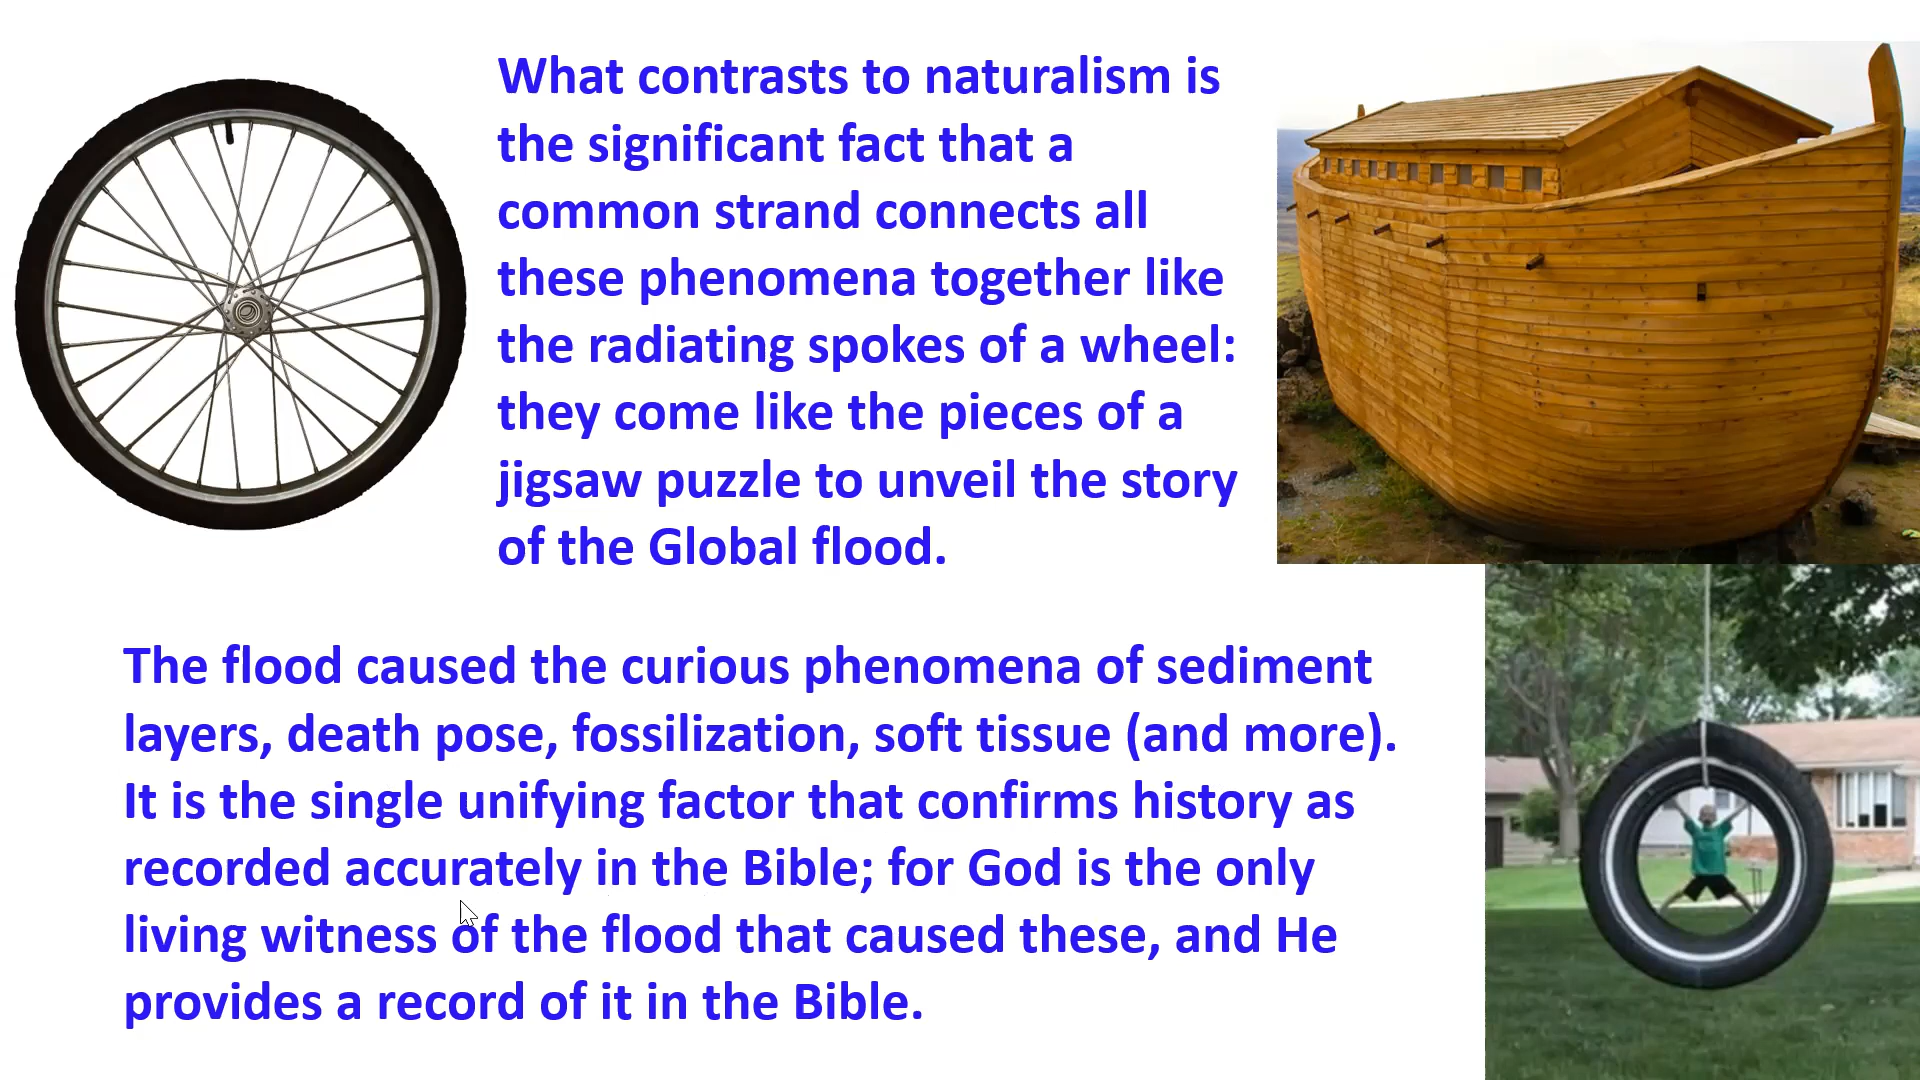 What contrasts to naturalism is
the significant fact that a
common strand connects all
these phenomena together like
the radiating spokes of a wheel:
they come like the pieces of a
jigsaw puzzle to unveil the story
of the Global flood.
The flood caused the curious phenomena of sediment
layers, death pose, fossilization, soft tissue (and more).
It is the single unifying factor that confirms history as
recorded accurately in the Bible; for God is the only
living witness of the flood that caused these, and He
provides a record of it in the Bible.